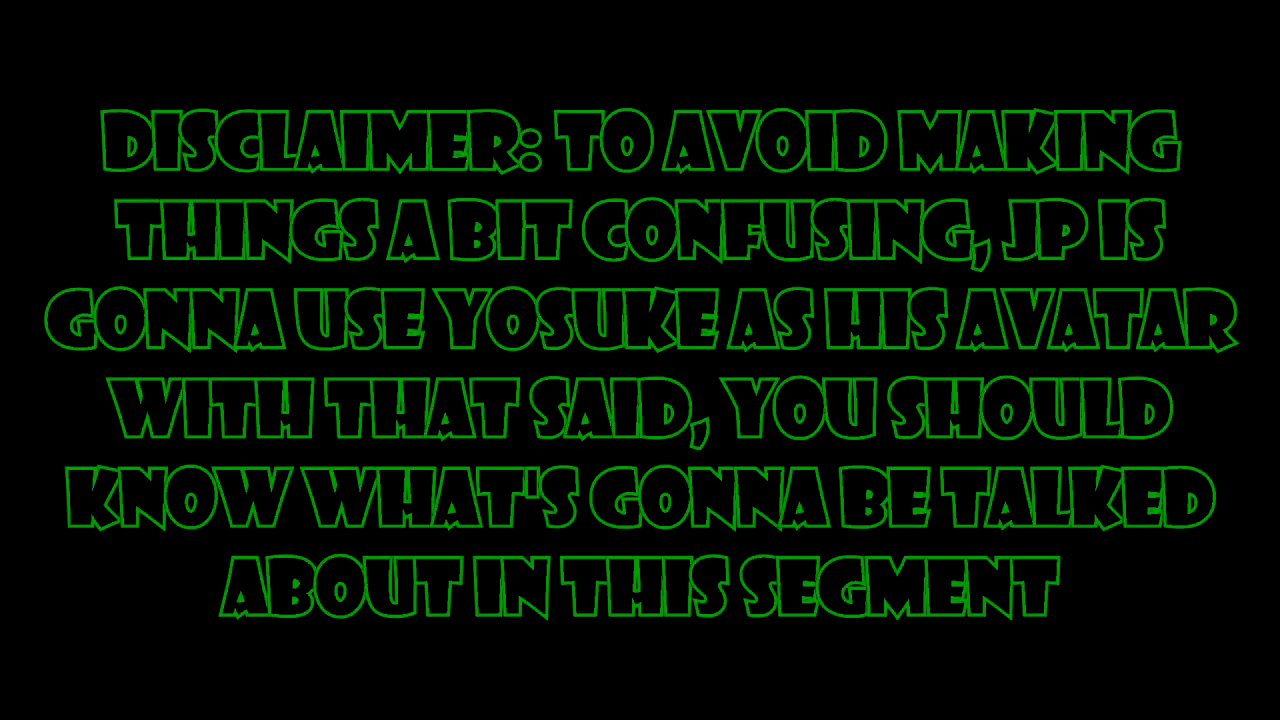 DISCLAIMER: TO AVOID MAKING
THINGS A BIT CONFUSING, JP IS
GONNA USE YOSUKE AS HIS AVATAR
WITH THAT SAID, YOU SHOULD
KNOW WHAT'S GONNA BE TALKED
ABOUT IN THIS SEGMENT